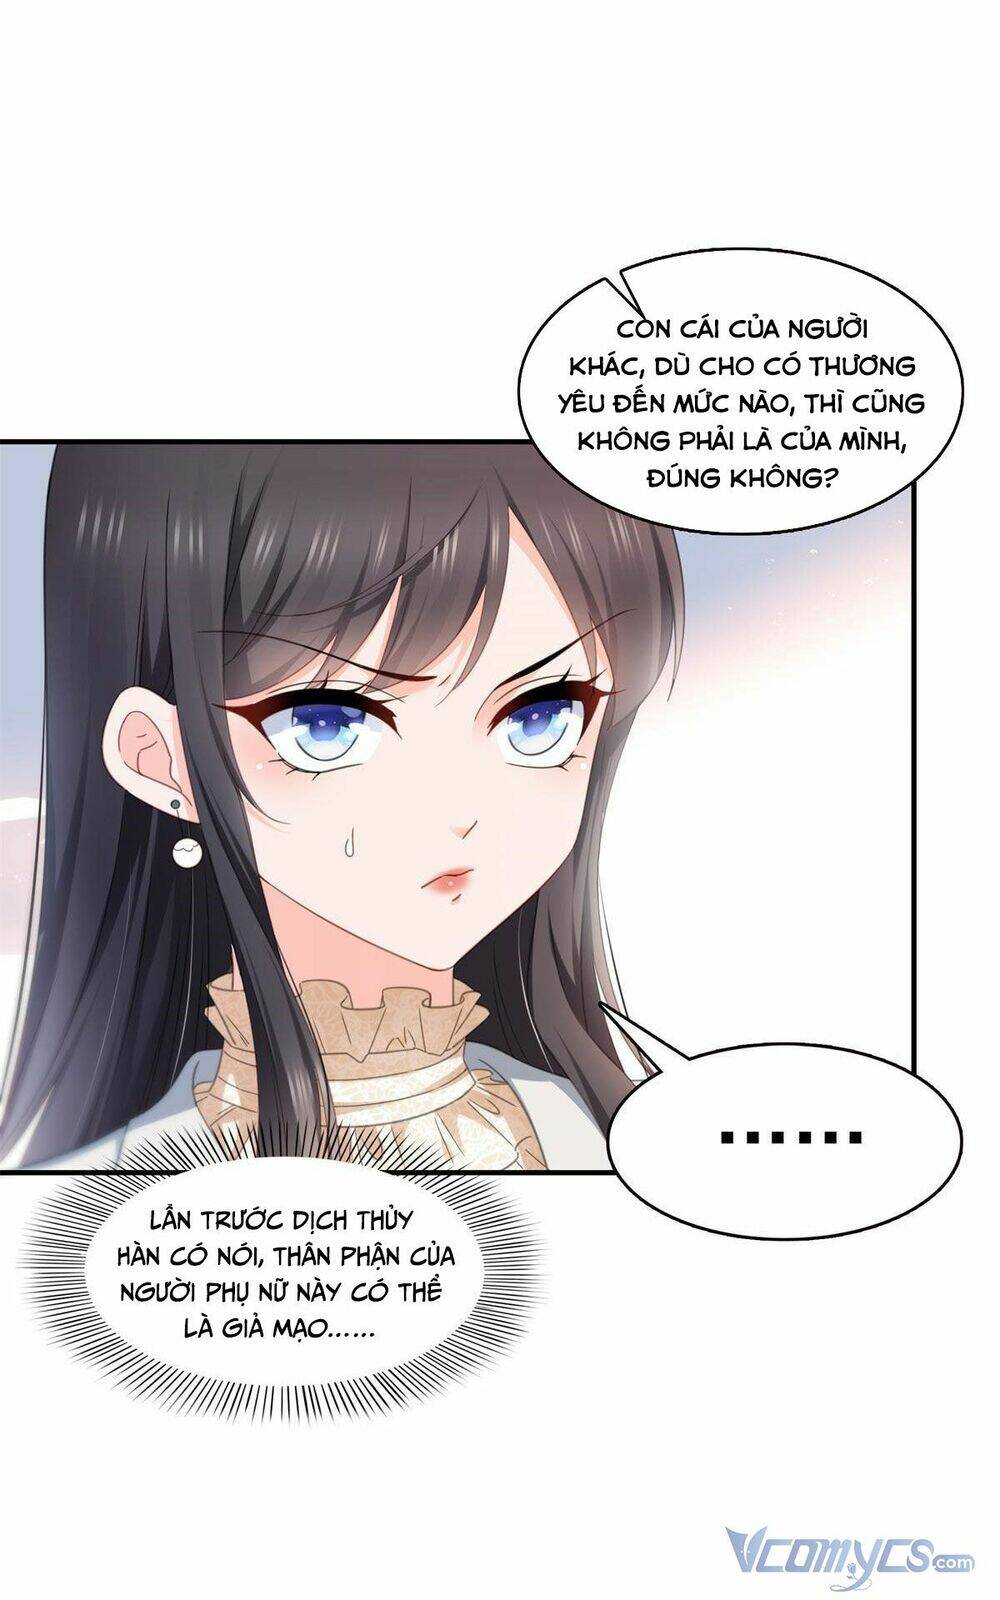 CON CÁI CỦA NGƯỜI
KHÁC, DÙ CHO CÓ THƯƠNG
YÊU ĐẾN MỨC NÀO, THÌ CŨNG
KHÔNG PHẢI LÀ CỦA MÌNH,
ĐÚNG KHÔNG?
......
LẦN TRƯỚC DỊCH THỦY
HÀN CÓ NÓI, THÂN PHẬN CỦA
NGƯỜI PHỤ NỮ NÀY CÓ THỂ
LÀ GIẢ MẠO......
Vcomycs.com